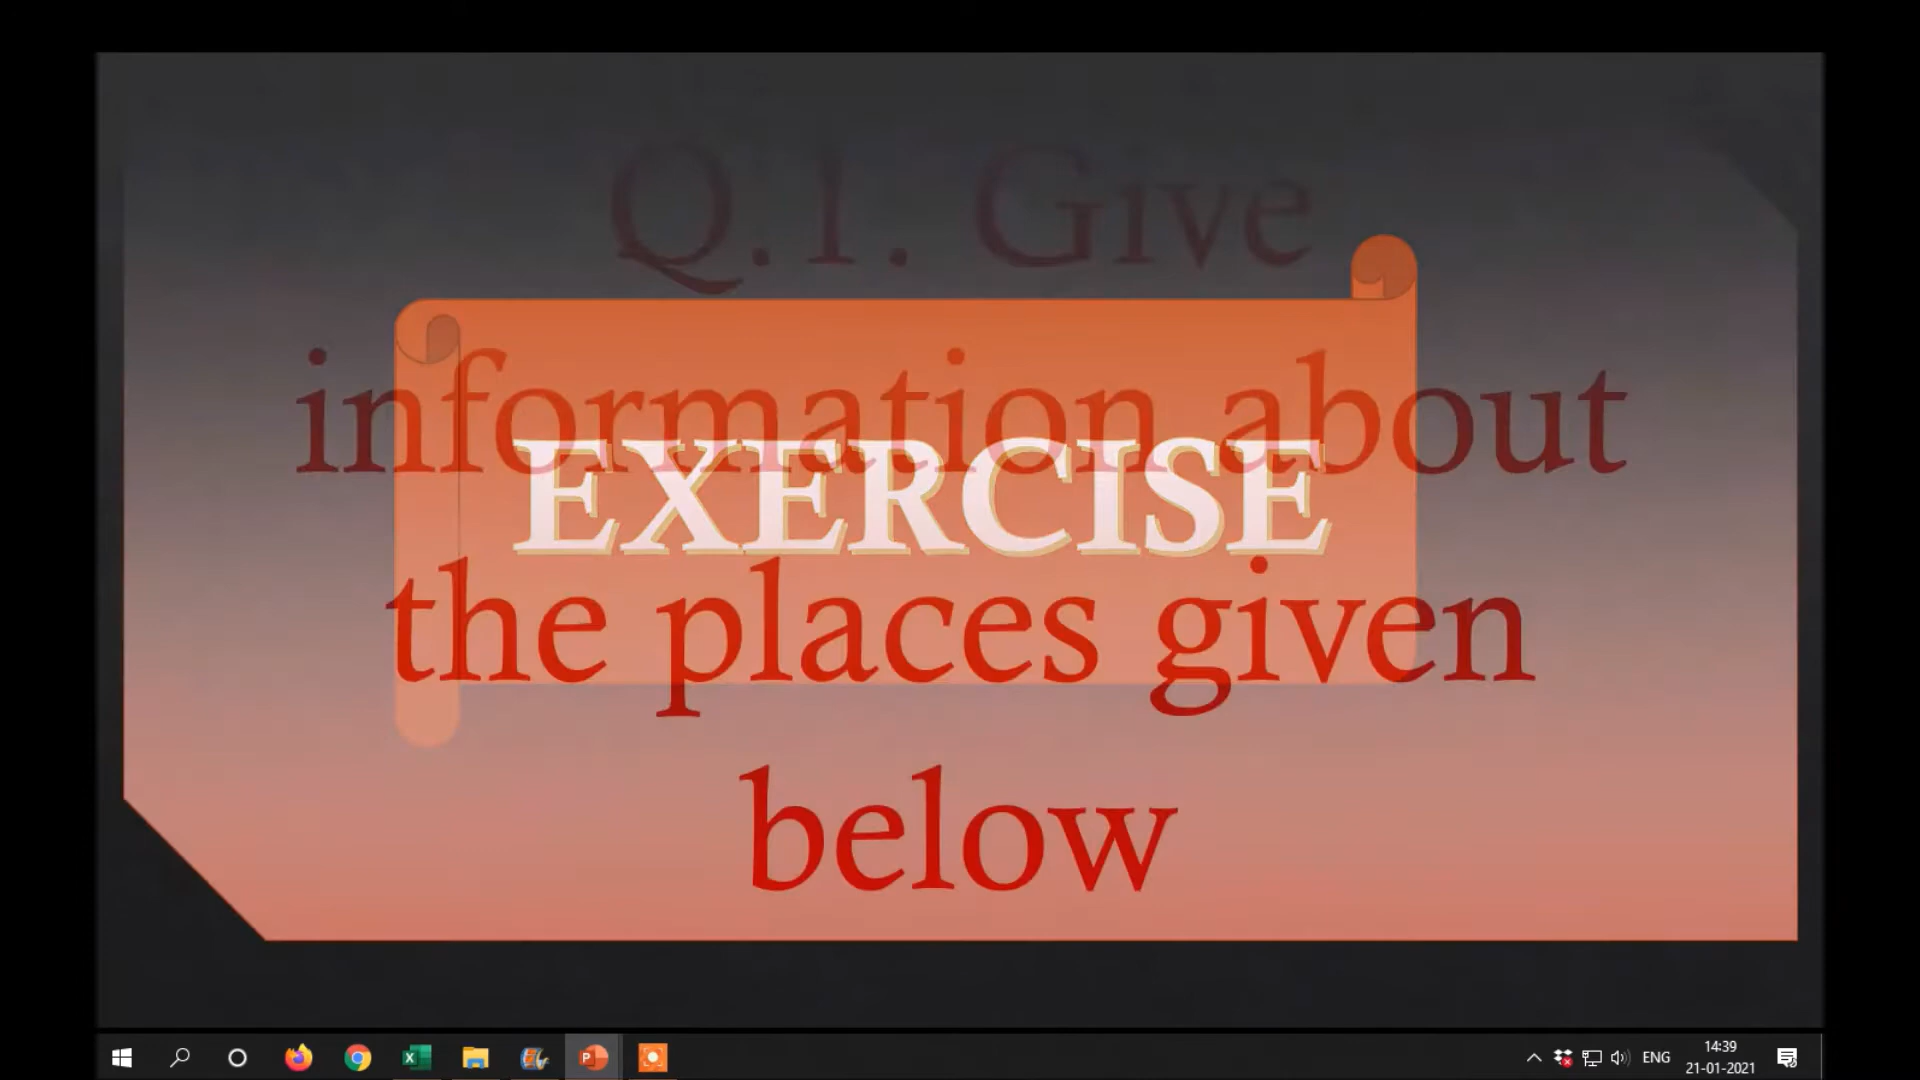 Q.1. Give
information about
EXERCISE
the places given
below
ENG
14:39
21-01-2021